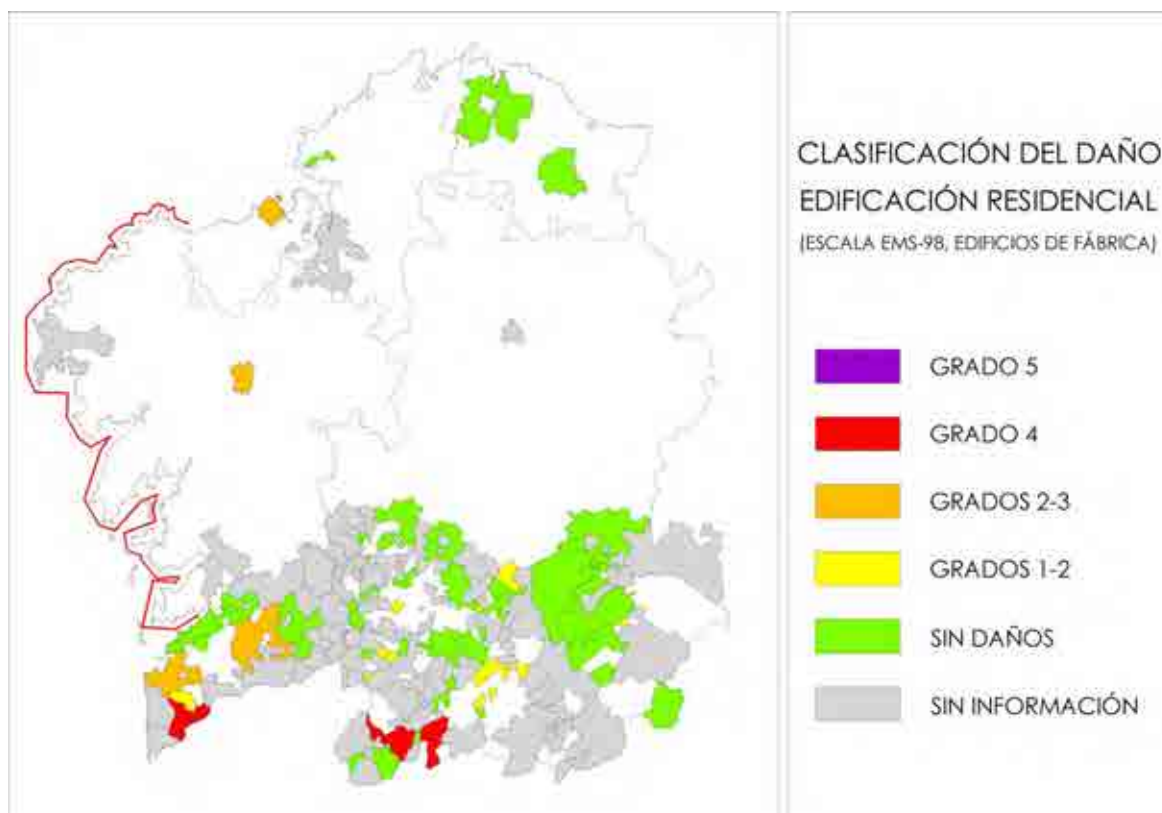 CLASIFICACIÓN DEL DAÑO
EDIFICACIÓN RESIDENCIAL
(ESCALA EMS-98, EDIFICIOS DE FÁBRICA)
GRADO 5
GRADO 4
GRADOS 2-3
GRADOS 1-2
SIN DAÑOS
SIN INFORMACIÓN